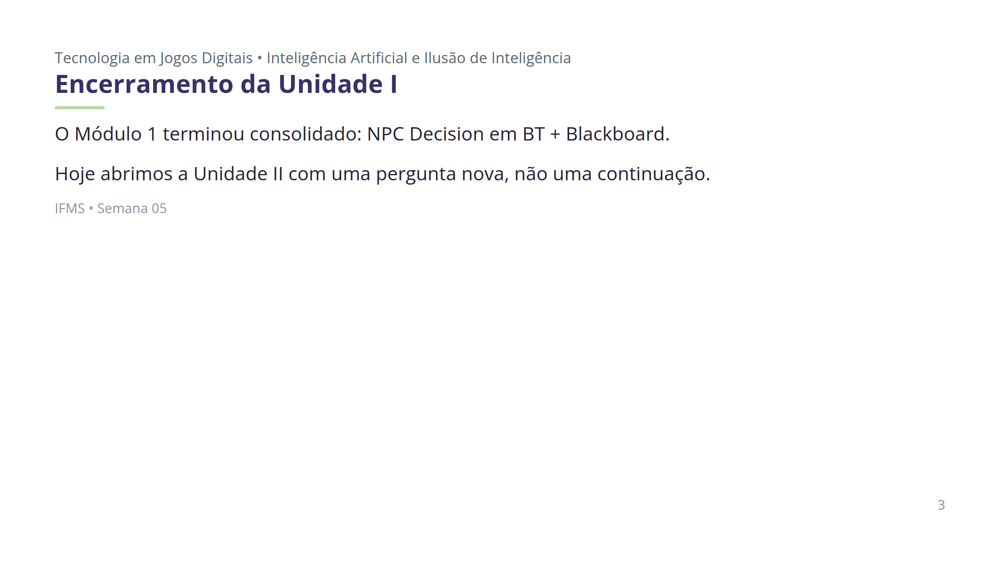 Tecnologia em Jogos Digitais • Inteligência Artificial e Ilusão de Inteligência
Encerramento da Unidade I
O Módulo 1 terminou consolidado: NPC Decision em BT + Blackboard.
Hoje abrimos a Unidade II com uma pergunta nova, não uma continuação.
IFMS • Semana 05
3